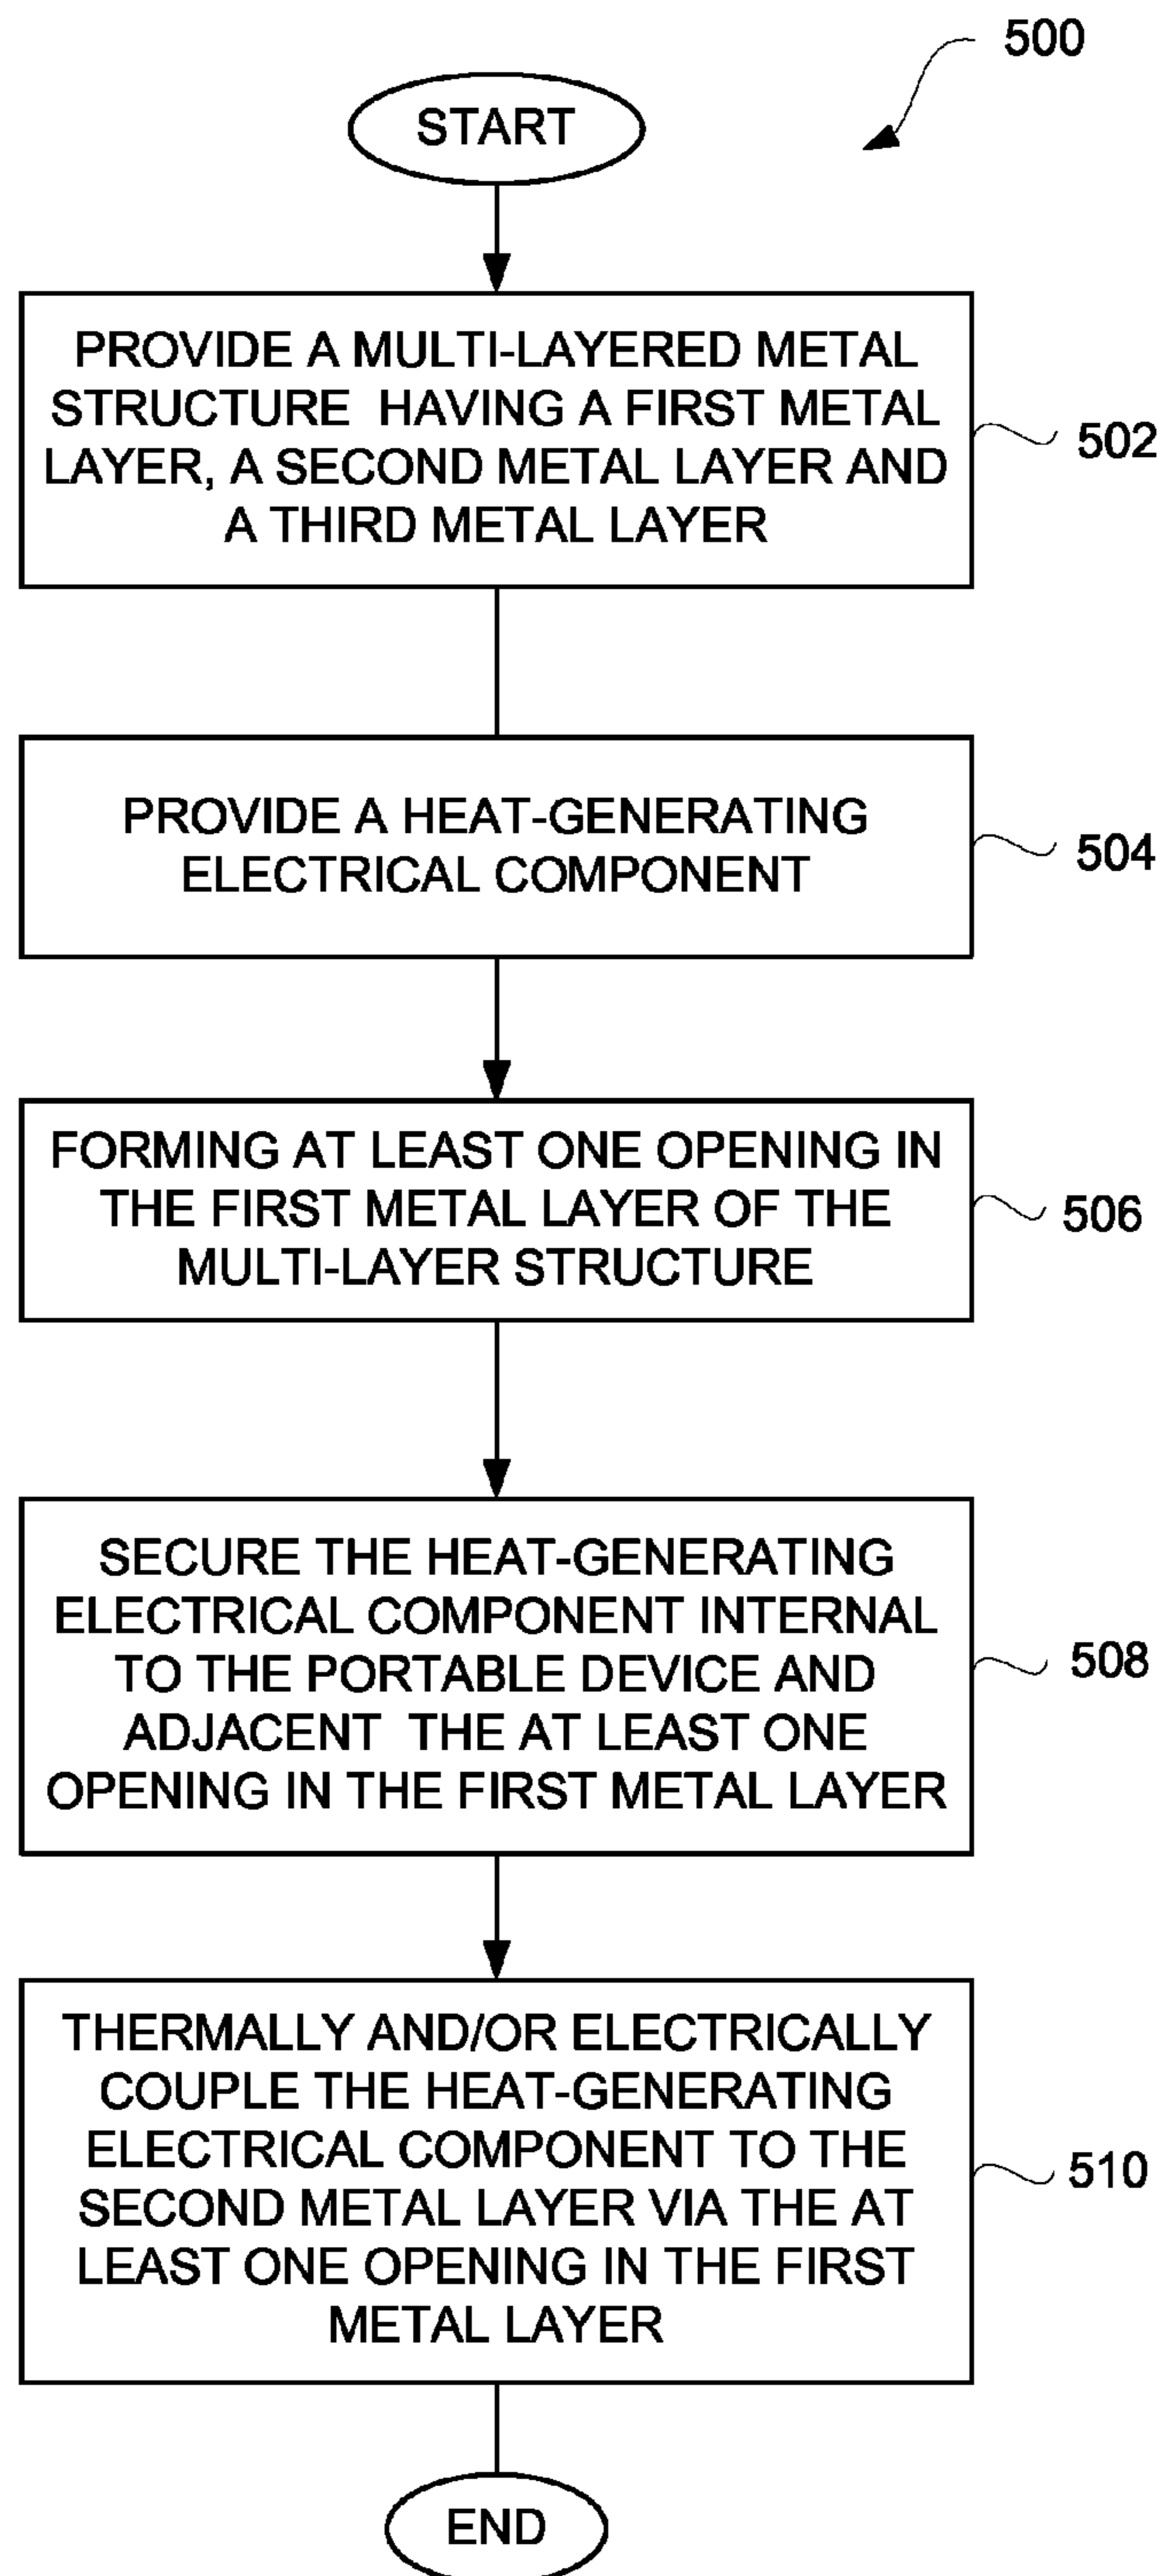 500
START
PROVIDE A MULTI-LAYERED METAL
STRUCTURE HAVING A FIRST METAL
LAYER, A SECOND METAL LAYER AND
A THIRD METAL LAYER
502
PROVIDE A HEAT-GENERATING
ELECTRICAL COMPONENT
504
FORMING AT LEAST ONE OPENING IN
THE FIRST METAL LAYER OF THE
MULTI-LAYER STRUCTURE
506
SECURE THE HEAT-GENERATING
ELECTRICAL COMPONENT INTERNAL
TO THE PORTABLE DEVICE AND
ADJACENT THE AT LEAST ONE
OPENING IN THE FIRST METAL LAYER
508
THERMALLY AND/OR ELECTRICALLY
COUPLE THE HEAT-GENERATING
ELECTRICAL COMPONENT TO THE
SECOND METAL LAYER VIA THE AT
LEAST ONE OPENING IN THE FIRST
METAL LAYER
510
END